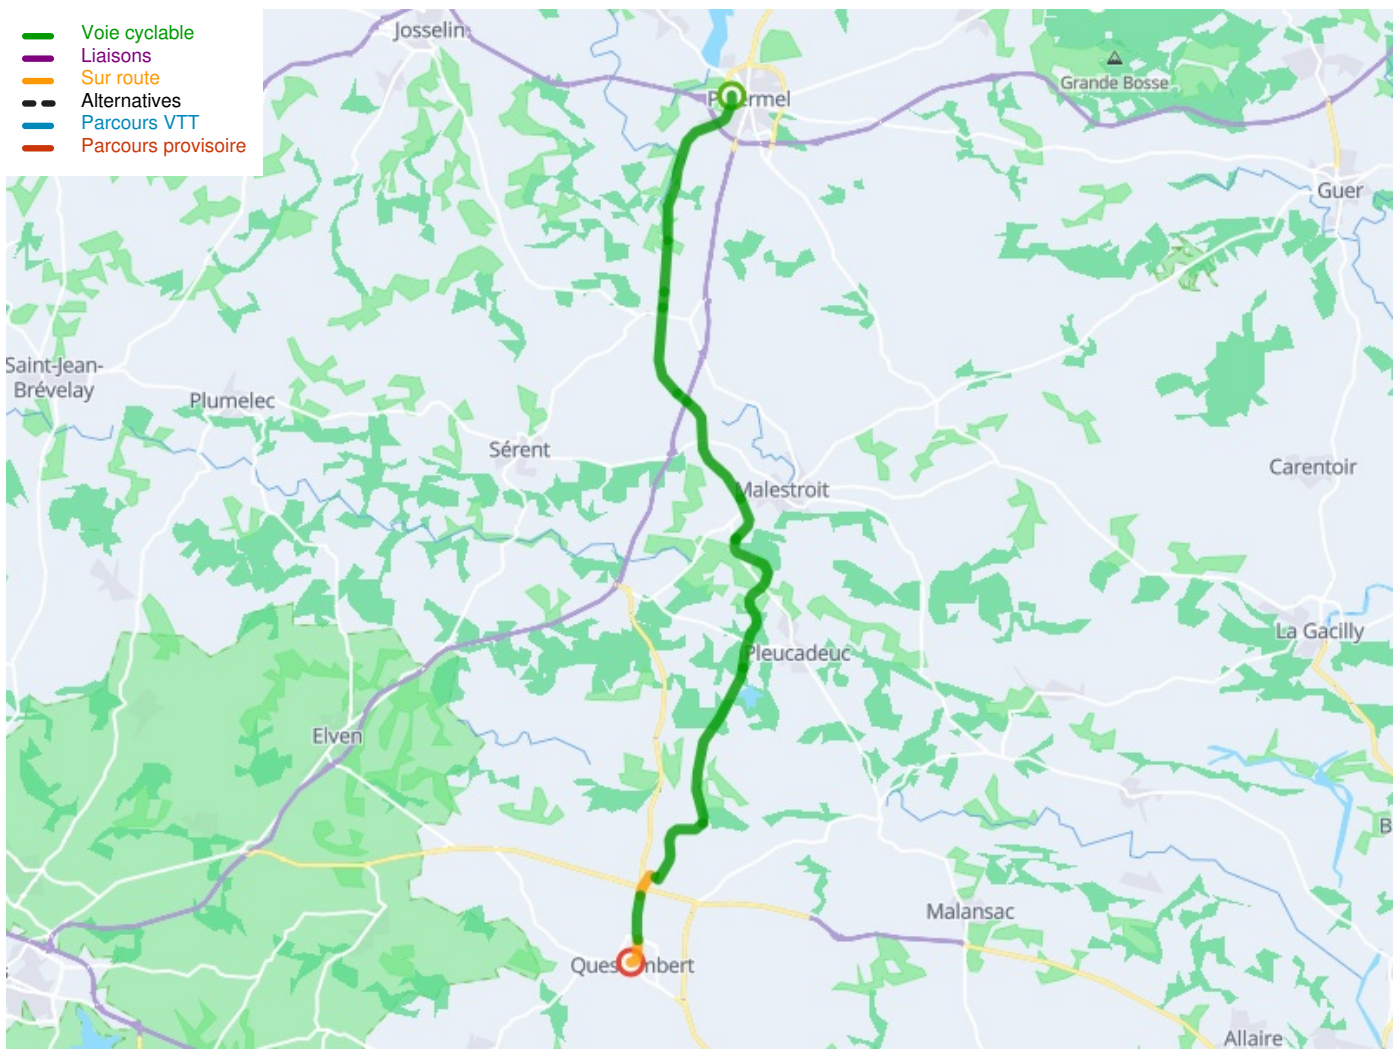 Voie cyclable
Liaisons
Sur route
Alternatives
Parcours VTT
Parcours provisoire
Josselin
Grande Bosse
Guer
Saint-Jean-
Brévelay
Plumelec
Sérent
Malestroit
Carentoir
La Gacilly
Pleucadeuc
Elven
Malansac
Allaire